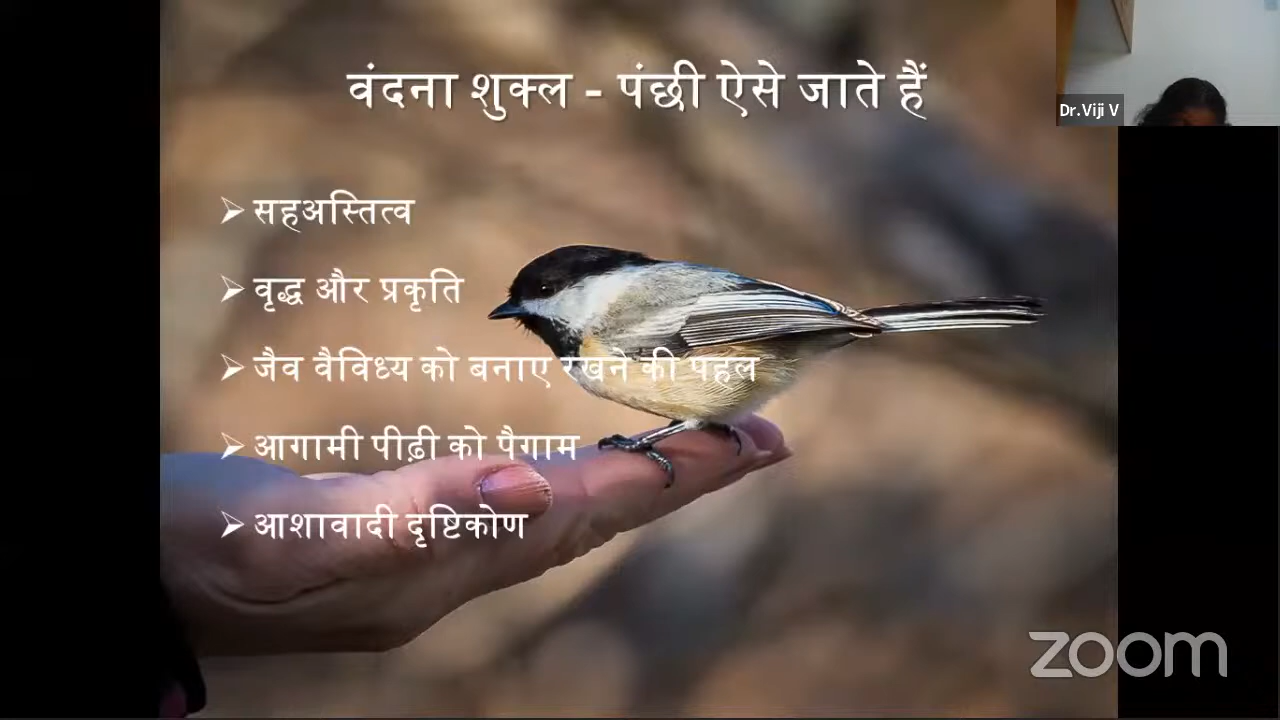 वंदना शुक्ल - पंछी ऐसे जाते हैं
Dr.Viji V
सहअस्तित्व
वृद्ध और प्रकृति
जैव वैविध्य को बनाए रखने की पहल
आगामी पीढ़ी को पैगाम
आशावादी दृष्टिकोण
zoom